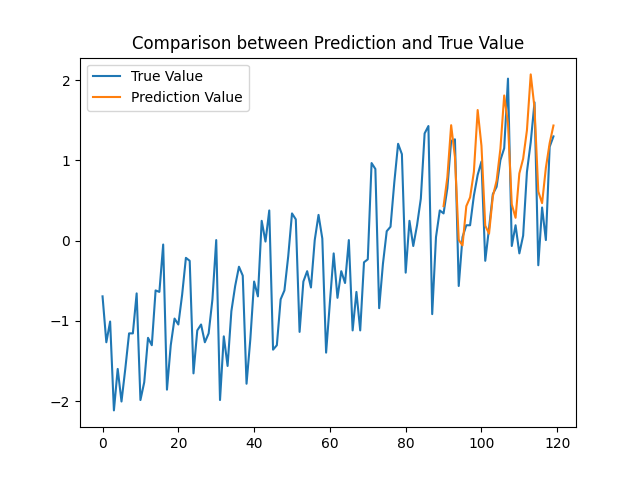 Comparison between Prediction and True Value
True Value
Prediction Value
2
1
0
−1
−2
0 20 40 60 80 100 120